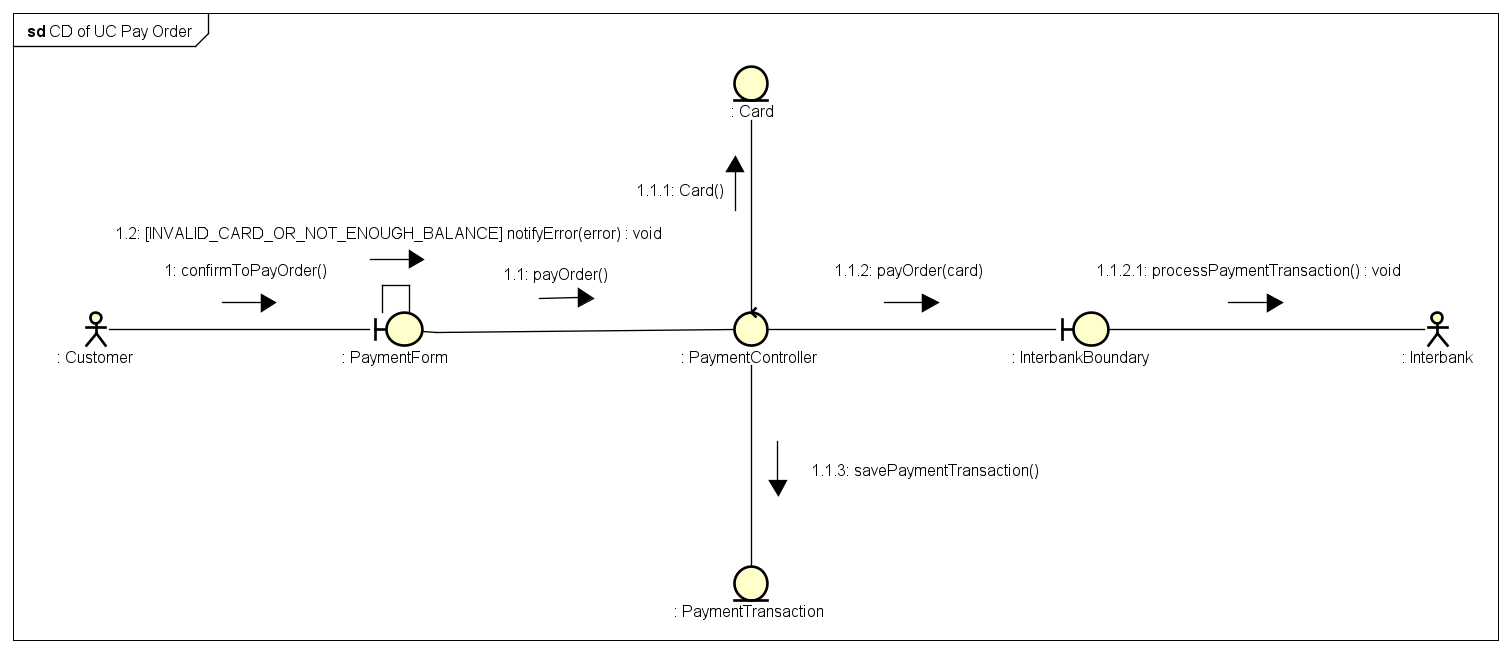 sd CD of UC Pay Order
: Card
1.1.1: Card()
1.2: [INVALID_CARD_OR_NOT_ENOUGH_BALANCE] notifyError(error) : void
1: confirmToPayOrder()
1.1: payOrder()
1.1.2: payOrder(card)
1.1.2.1: processPaymentTransaction() : void
: Customer
: PaymentForm
: PaymentController
: InterbankBoundary
: Interbank
1.1.3: savePaymentTransaction()
: PaymentTransaction